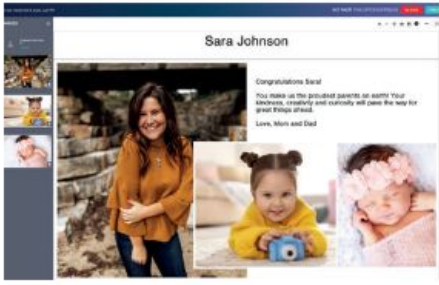 Sara Johnson
Congratulations Sara!
You make us the proudest parents on earth! Your
kindness, creativity and curiosity will pave the way for
great things ahead.
Love, Mom and Dad